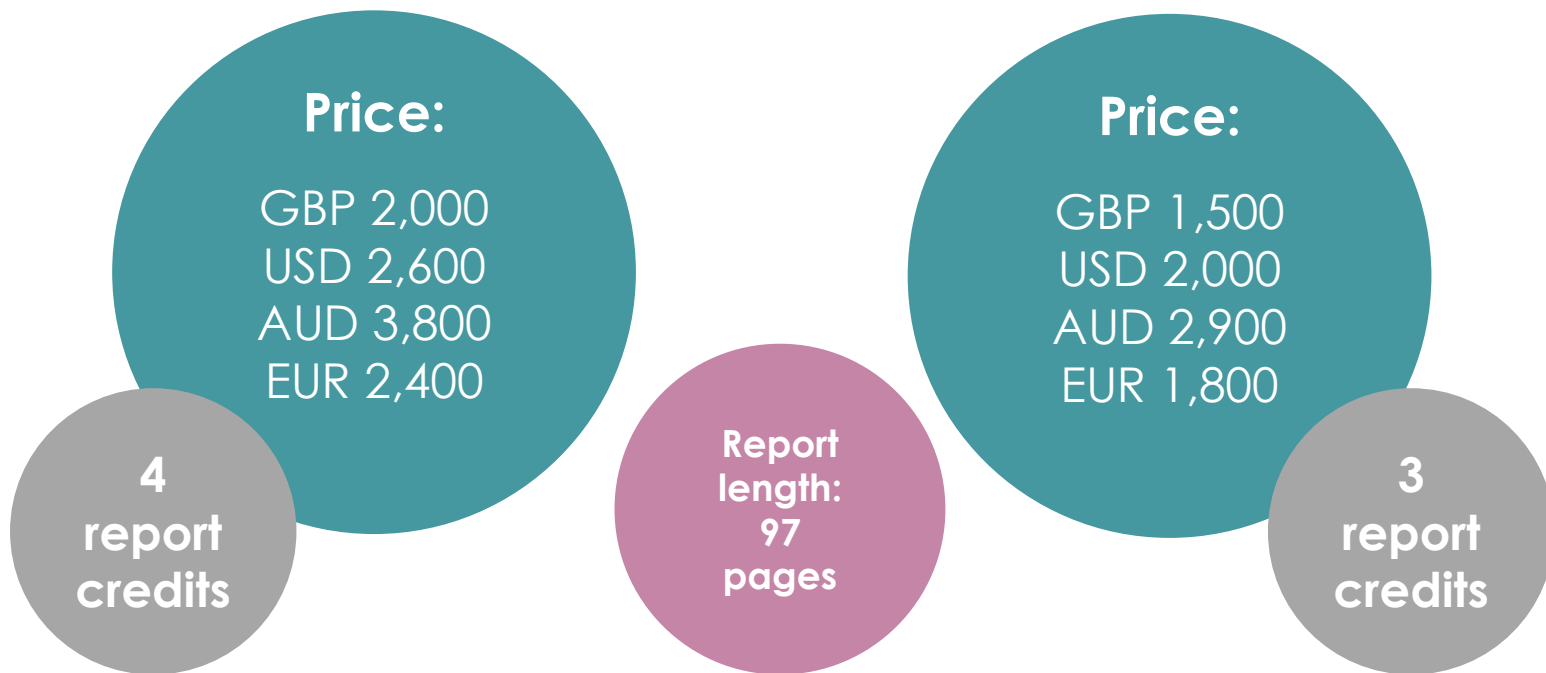 Price:
GBP 2,000
USD 2,600
AUD 3,800
EUR 2,400
4
report
credits
Report
length:
97
pages
Price:
GBP 1,500
USD 2,000
AUD 2,900
EUR 1,800
3
report
credits